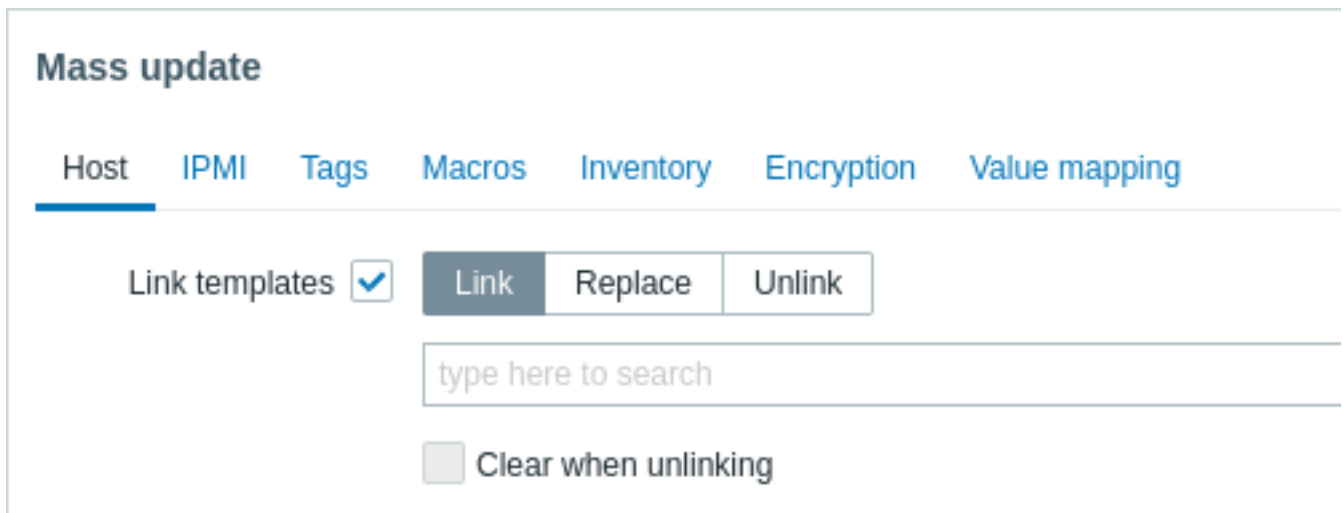 Mass update
Host IPMI Tags Macros Inventory Encryption Value mapping
Link templates Link Replace Unlink
type here to search
Clear when unlinking